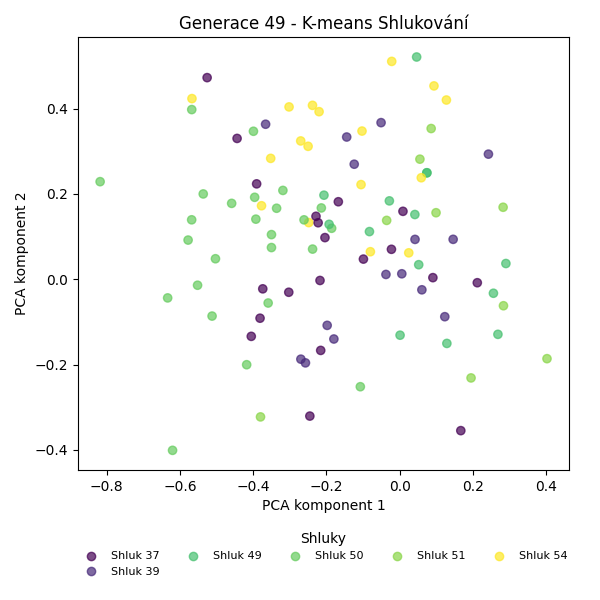 Generace 49 - K-means Shlukování
PCA komponent 2
0.4
0.2
0.0
−0.2
−0.4
−0.8 −0.6 −0.4 −0.2 0.0 0.2 0.4
PCA komponent 1
Shluky
Shluk 37 Shluk 49 Shluk 50 Shluk 51 Shluk 54
Shluk 39